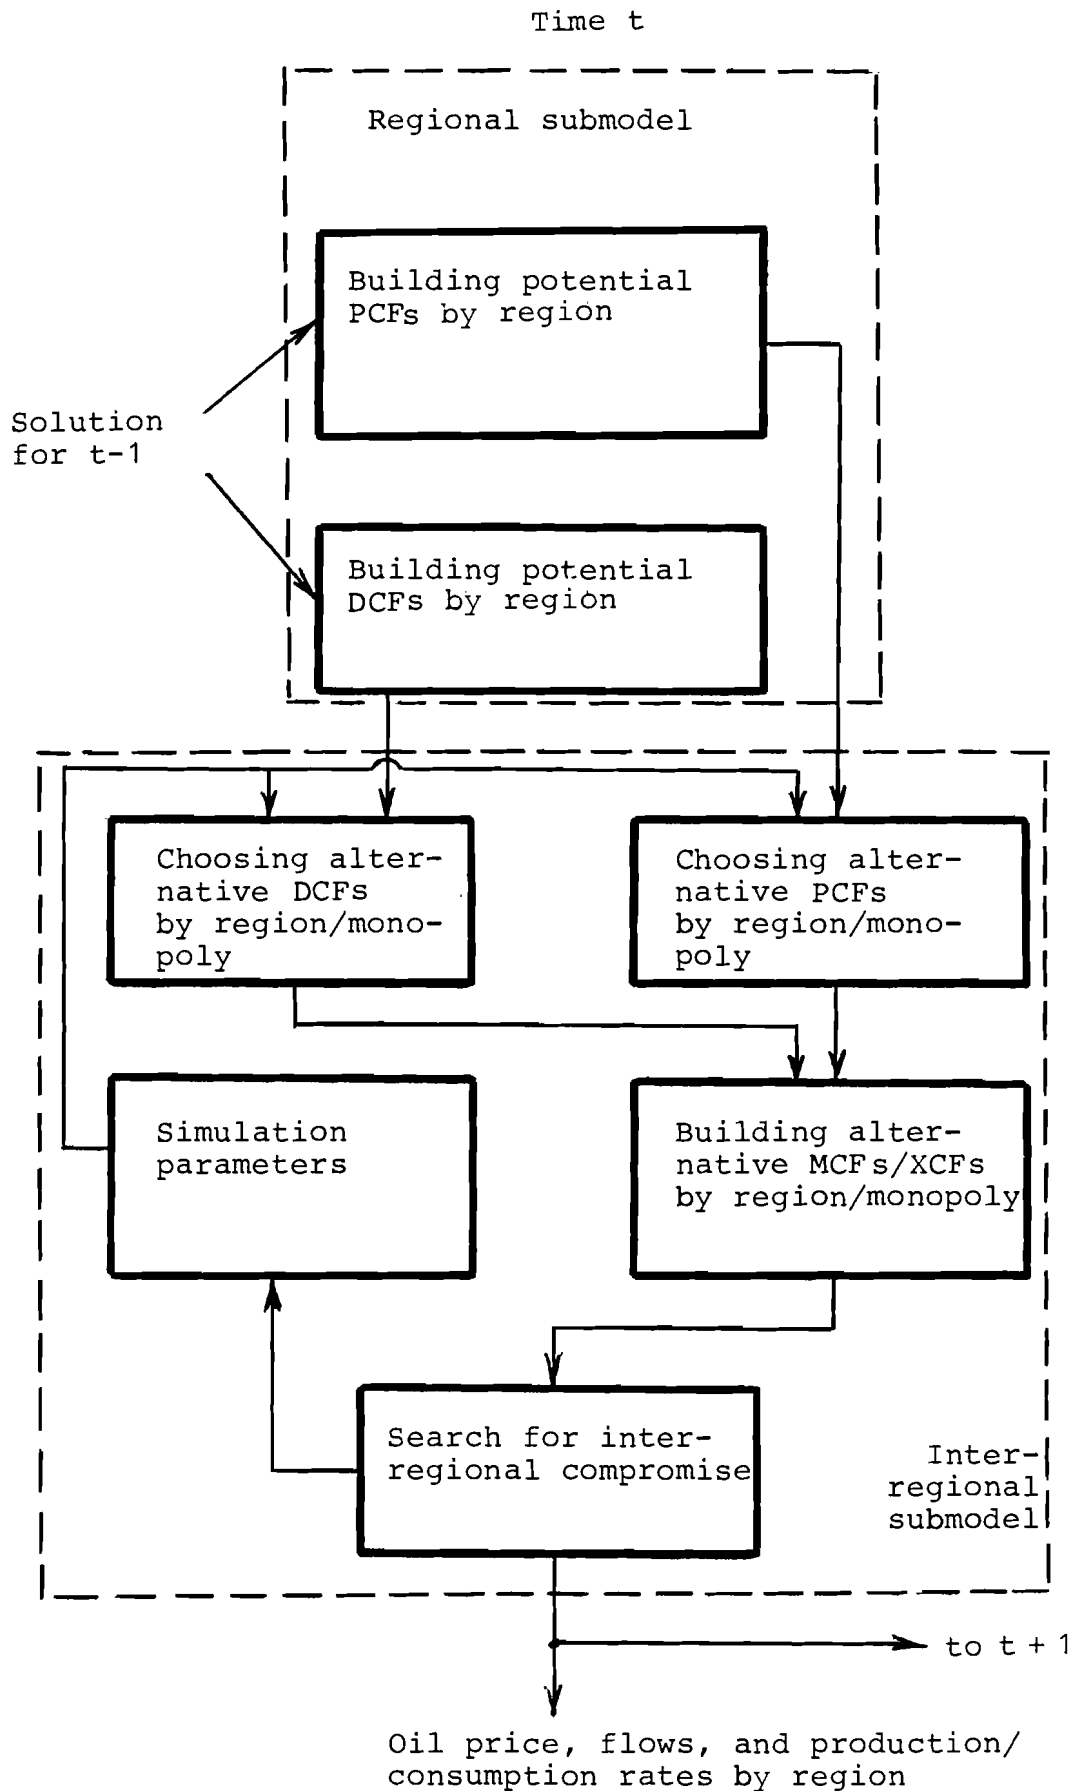 Time t
Regional submodel
Building potential
PCFs by region
Solution
for t-1
Building potential
DCFs by region
Choosing alter-
native DCFs
by region/mono-
poly
Choosing alter-
native PCFs
by region/mono-
poly
Simulation
parameters
Building alter-
native MCFs/XCFs
by region/monopoly
Search for inter-
regional compromise
Inter-
regional
submodel
to t + 1
Oil price, flows, and production/
consumption rates by region